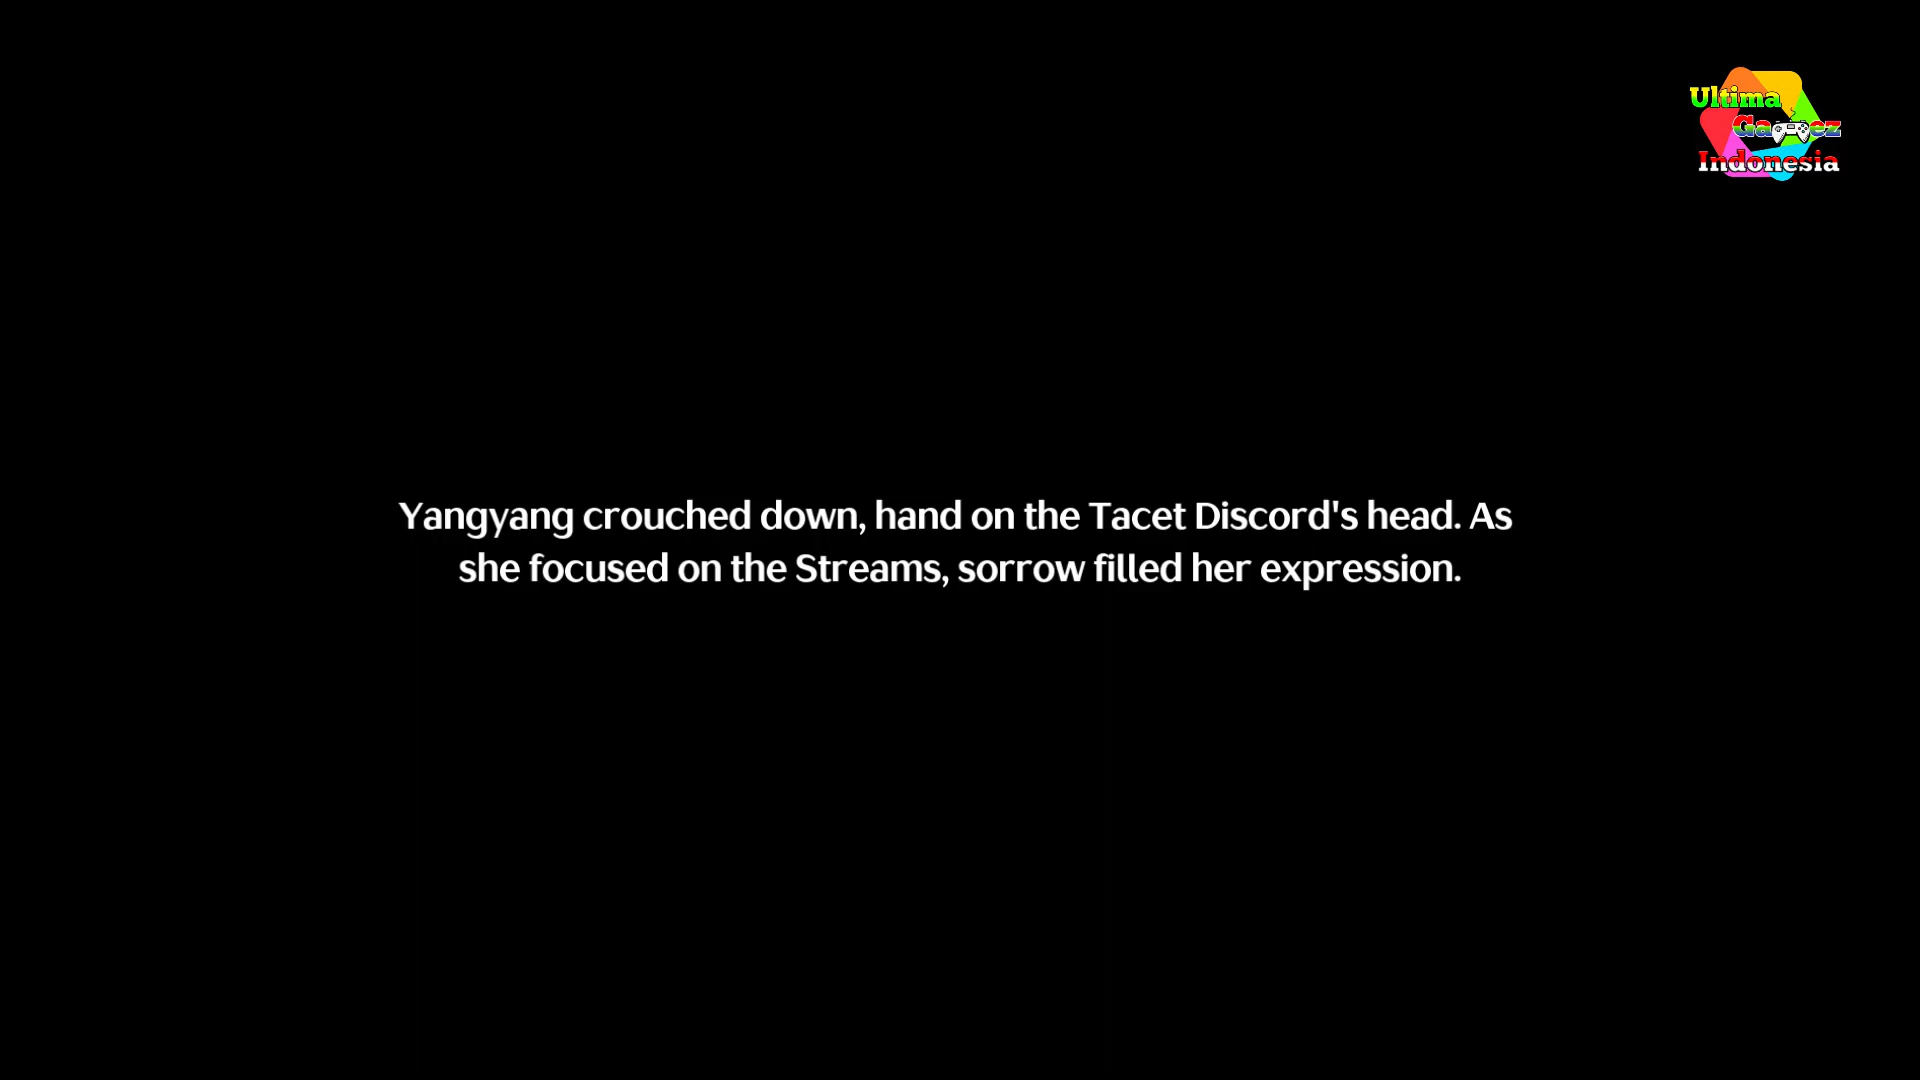 Ultima
Gamez
Indonesia
Yangyang crouched down, hand on the Tacet Discord's head. As
she focused on the Streams, sorrow filled her expression.